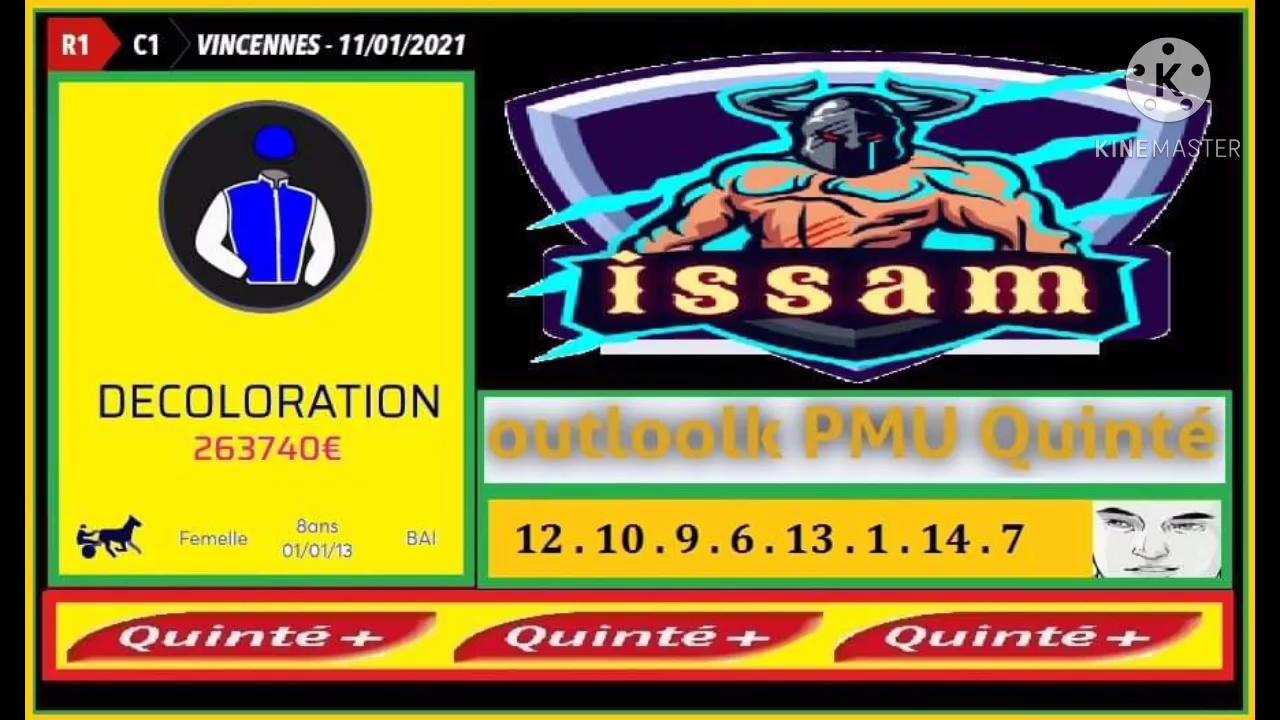 R1 C1 VINCENNES - 11/01/2021
K
KINEMASTER
issam
DECOLORATION
263740€
Femelle
8ans
01/01/13
BAI
outloolk PMU Quinté
12.10.9.6.13.1.14.7
Quinté+ Quinté+ Quinté+